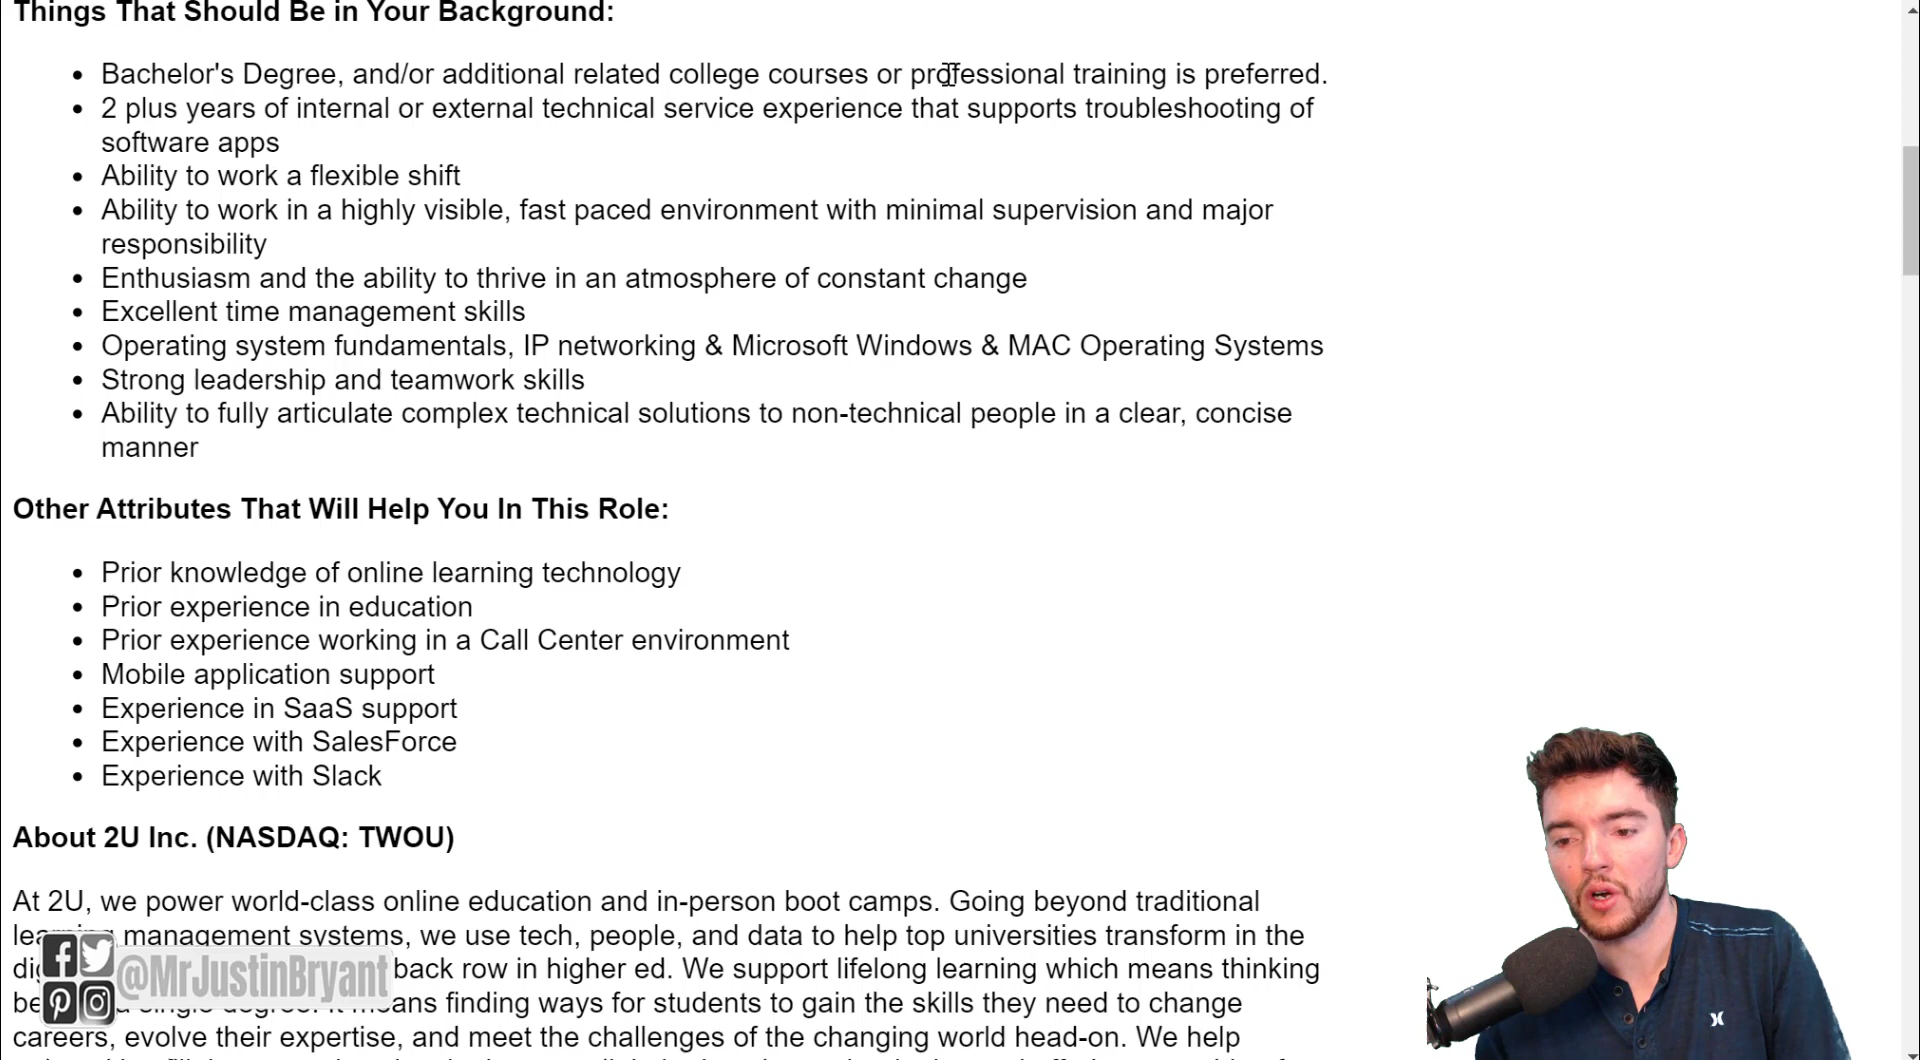 Things That Should Be in Your Background:
• Bachelor's Degree, and/or additional related college courses or professional training is preferred.
• 2 plus years of internal or external technical service experience that supports troubleshooting of
software apps
• Ability to work a flexible shift
• Ability to work in a highly visible, fast paced environment with minimal supervision and major
responsibility
• Enthusiasm and the ability to thrive in an atmosphere of constant change
• Excellent time management skills
• Operating system fundamentals, IP networking & Microsoft Windows & MAC Operating Systems
• Strong leadership and teamwork skills
• Ability to fully articulate complex technical solutions to non-technical people in a clear, concise
manner
Other Attributes That Will Help You In This Role:
• Prior knowledge of online learning technology
• Prior experience in education
• Prior experience working in a Call Center environment
• Mobile application support
• Experience in SaaS support
• Experience with SalesForce
• Experience with Slack
About 2U Inc. (NASDAQ: TWOU)
At 2U, we power world-class online education and in-person boot camps. Going beyond traditional
learning management systems, we use tech, people, and data to help top universities transform in the
back row in higher ed. We support lifelong learning which means thinking
@MrJustinBryant
finding ways for students to gain the skills they need to change
careers, evolve their expertise, and meet the challenges of the changing world head-on. We help